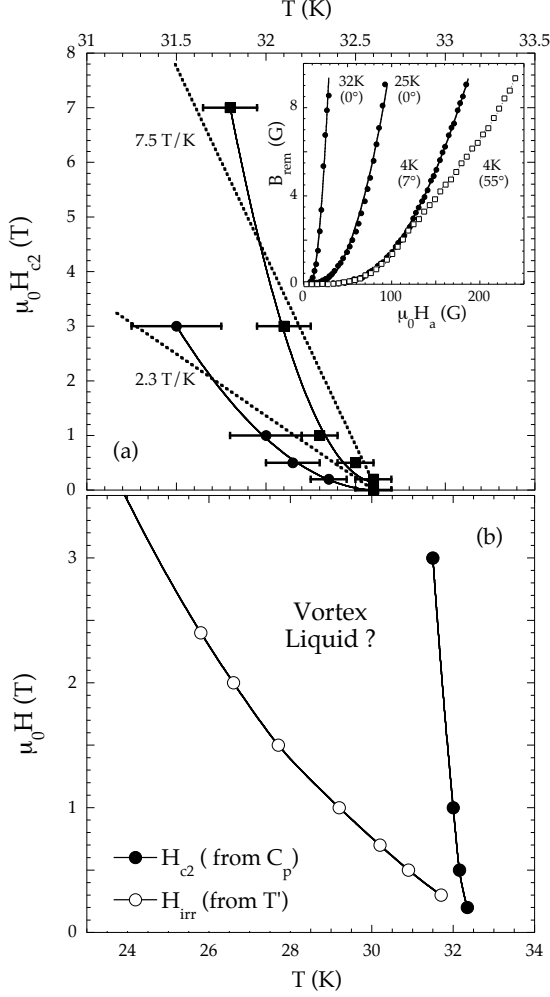 T (K)
31 31.5 32 32.5 33 33.5
8
7
6
5
4
3
2
1
0
μ0Hc2 (T)
7.5 T/K
2.3 T/K
(a)
Brem (G)
8
4
0
32K
(0°)
25K
(0°)
4K
(7°)
4K
(55°)
0 100 200
μ0Ha (G)
(b)
3
2
1
0
μ0H (T)
Vortex
Liquid ?
Hc2 ( from Cp)
Hirr (from T')
24 26 28 30 32 34
T (K)